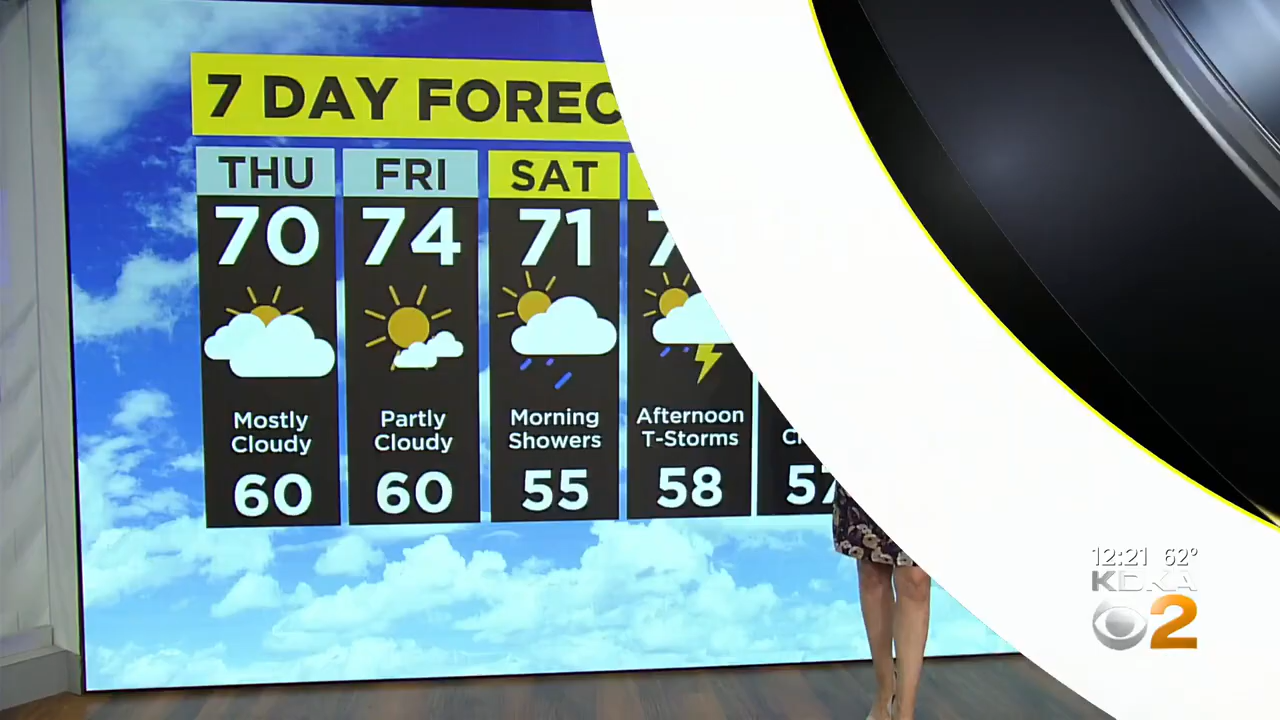 7 DAY FOREC
THU FRI SAT
70 74 71 7
Mostly Cloudy
Partly Cloudy
Morning Showers
Afternoon T-Storms
60 60 55 58 57
12:21 62°
KDKA
2